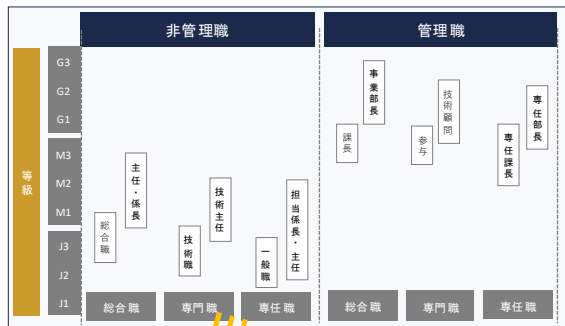 非管理職
管理職
等級
G3
G2
G1
M3
M2
M1
J3
J2
J1
総合職
主任・係長
技術職
技術主任
一般職
担当係長・主任
課長
事業部長
参与
技術顧問
専任課長
専任部長
総合職
専門職
専任職
総合職
専門職
専任職